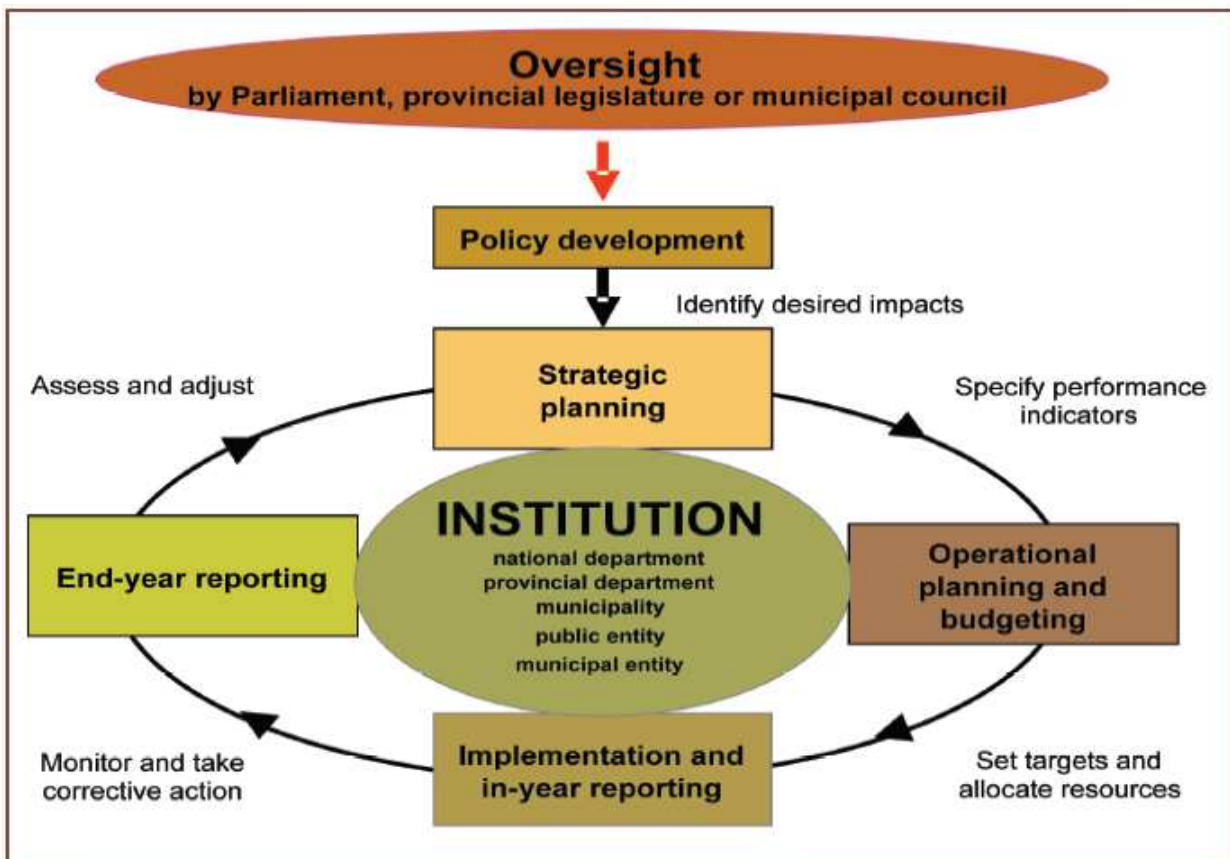 Oversight
by Parliament, provincial legislature or municipal council
Policy development
Identify desired impacts
Strategic
planning
Assess and adjust
Specify performance
indicators
INSTITUTION
national department
provincial department
municipality
public entity
municipal entity
End-year reporting
Operational
planning and
budgeting
Implementation and
in-year reporting
Monitor and take
corrective action
Set targets and
allocate resources